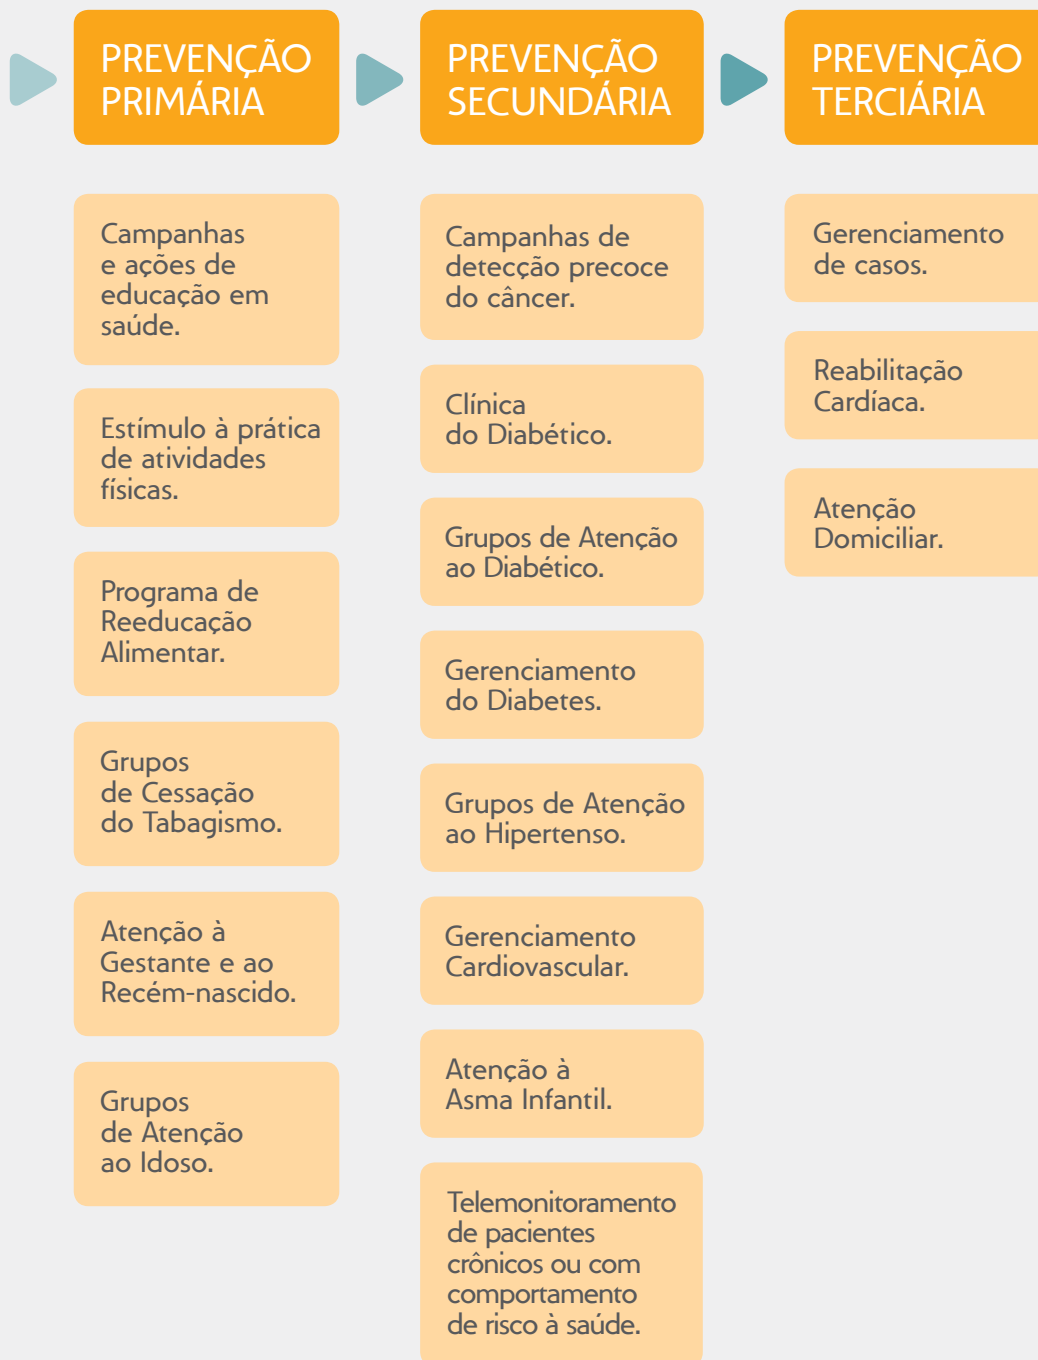 PREVENÇÃO
PRIMÁRIA
Campanhas
e ações de
educação em
saúde.
Estímulo à prática
de atividades
físicas.
Programa de
Reeducação
Alimentar.
Grupos
de Cessação
do Tabagismo.
Atenção à
Gestante e ao
Recém-nascido.
Grupos
de Atenção
ao Idoso.
PREVENÇÃO
SECUNDÁRIA
Campanhas de
detecção precoce
do câncer.
Clínica
do Diabético.
Grupos de Atenção
ao Diabético.
Gerenciamento
do Diabetes.
Grupos de Atenção
ao Hipertenso.
Gerenciamento
Cardiovascular.
Atenção à
Asma Infantil.
Telemonitoramento
de pacientes
crônicos ou com
comportamento
de risco à saúde.
PREVENÇÃO
TERCIÁRIA
Gerenciamento
de casos.
Reabilitação
Cardíaca.
Atenção
Domiciliar.